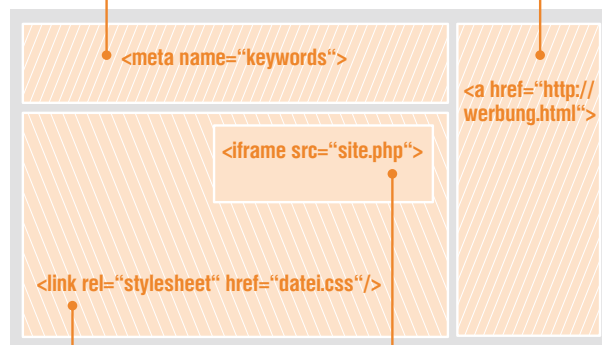 <meta name=“keywords“>
<a href=“http://
werbung.html“>
<iframe src=“site.php“>
<link rel=“stylesheet“ href=“datei.css“/>